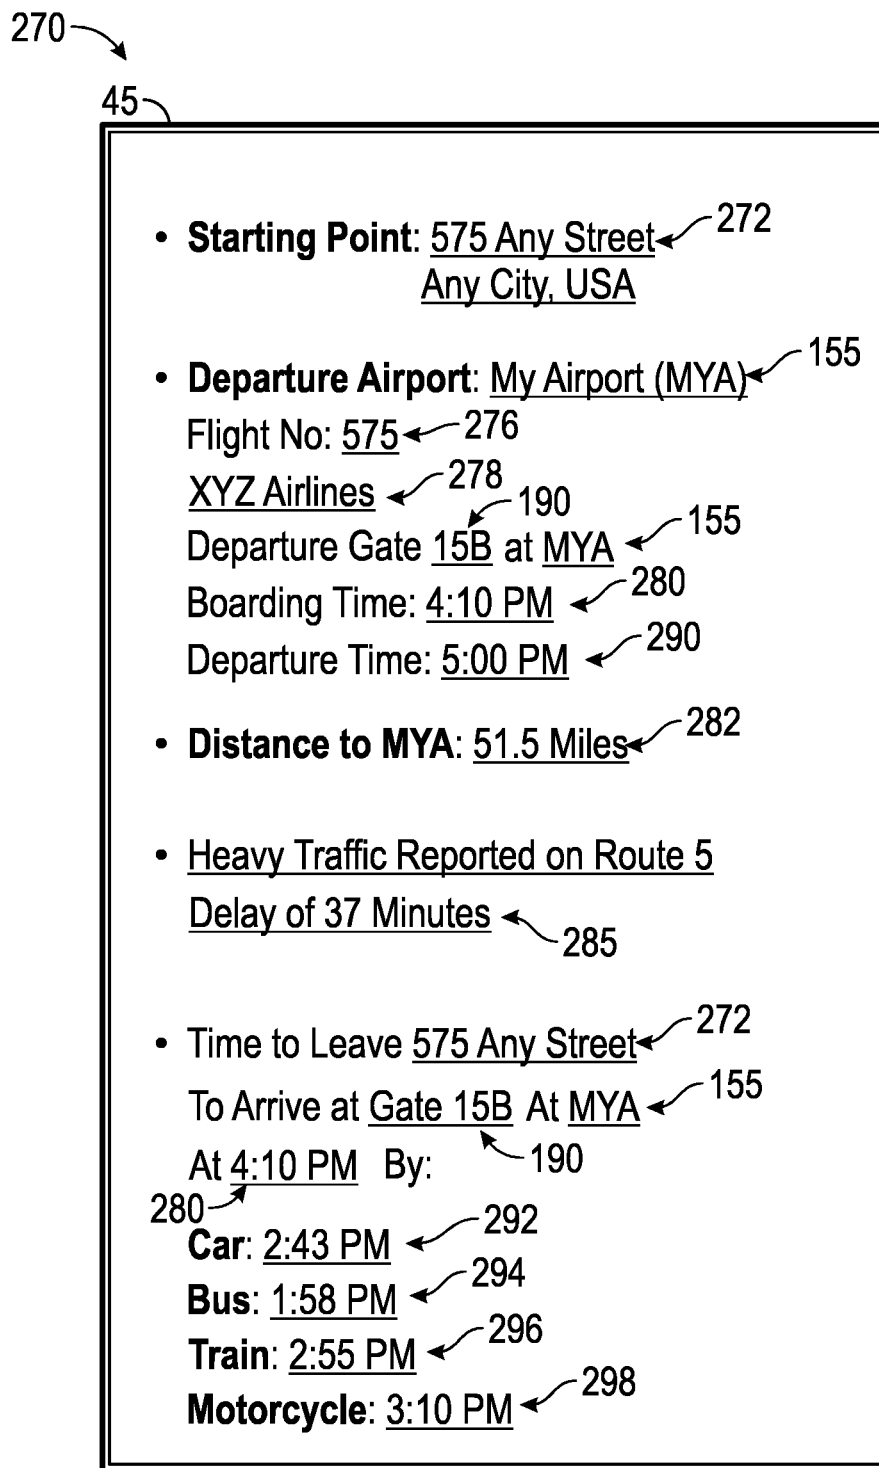 270
45
• Starting Point: 575 Any Street 272
Any City, USA
• Departure Airport: My Airport (MYA) 155
Flight No: 575 276
XYZ Airlines 278
190
Departure Gate 15B at MYA 155
Boarding Time: 4:10 PM 280
Departure Time: 5:00 PM 290
• Distance to MYA: 51.5 Miles 282
• Heavy Traffic Reported on Route 5
Delay of 37 Minutes 285
• Time to Leave 575 Any Street 272
To Arrive at Gate 15B At MYA 155
At 4:10 PM By: 190
280
Car: 2:43 PM 292
Bus: 1:58 PM 294
Train: 2:55 PM 296
Motorcycle: 3:10 PM 298